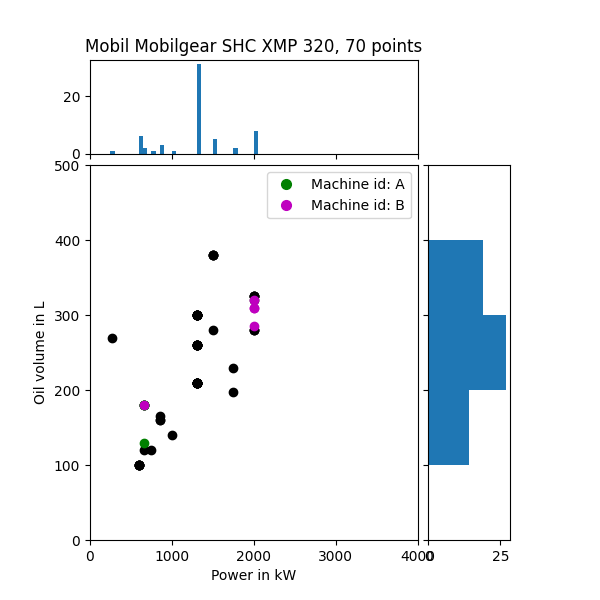 Mobil Mobilgear SHC XMP 320, 70 points
20
0
500
Machine id: A
Machine id: B
400
300
200
100
0
Oil volume in L
0 1000 2000 3000 4000
0 25
Power in kW